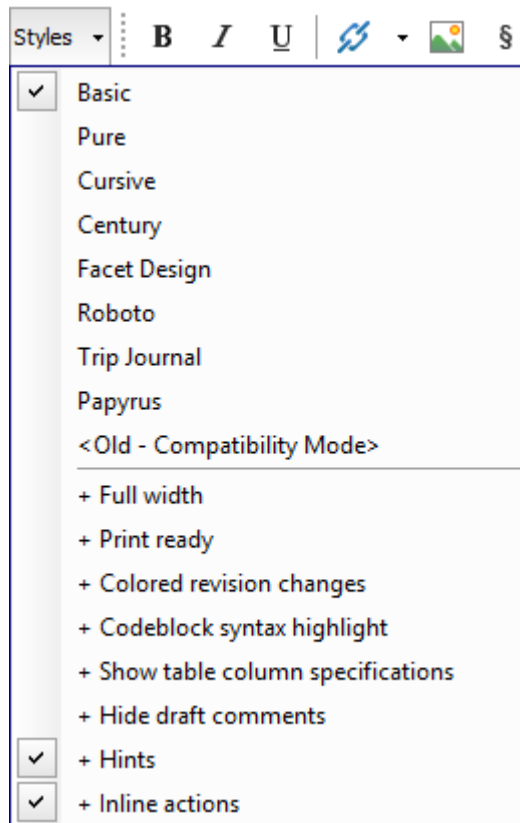 Styles B I U §
Basic
Pure
Cursive
Century
Facet Design
Roboto
Trip Journal
Papyrus
<Old - Compatibility Mode>
+ Full width
+ Print ready
+ Colored revision changes
+ Codeblock syntax highlight
+ Show table column specifications
+ Hide draft comments
+ Hints
+ Inline actions